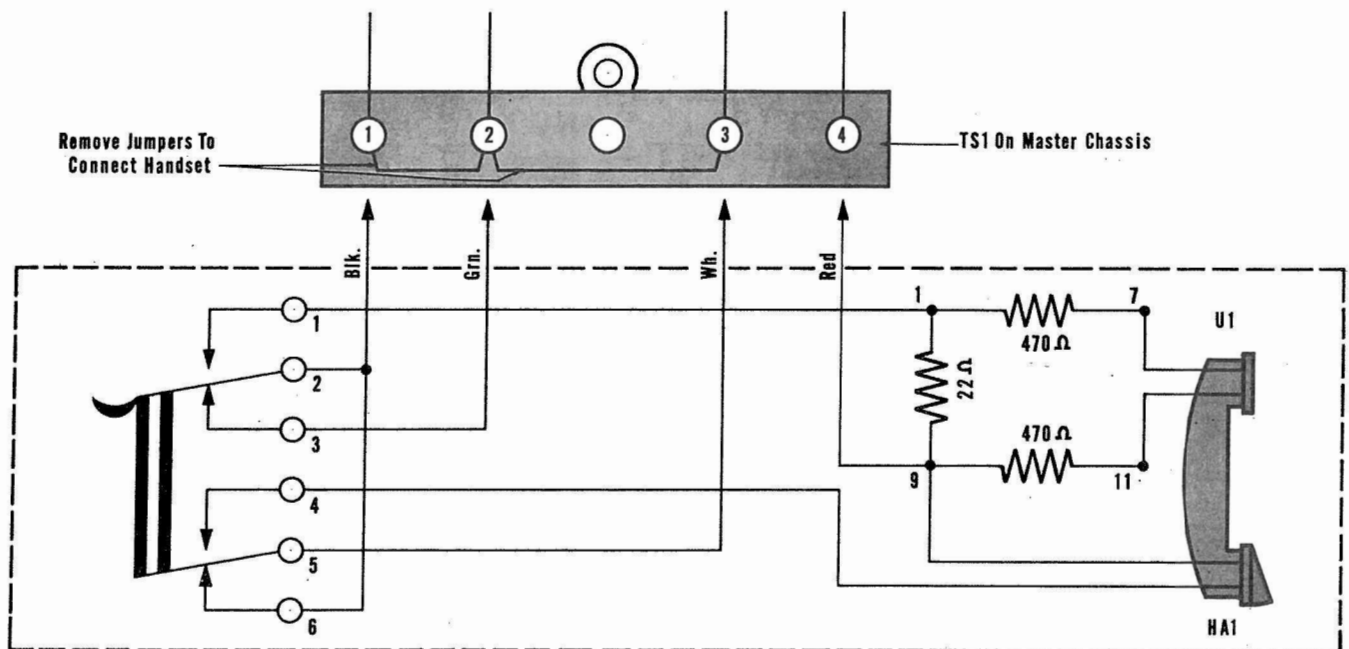 1 2 3 4
Remove Jumpers To
Connect Handset
TS1 On Master Chassis
Blk.
Grn.
Wh.
Red
1
2
3
4
5
6
1
7
470 Ω
22 Ω
470 Ω
9
11
U1
HA1